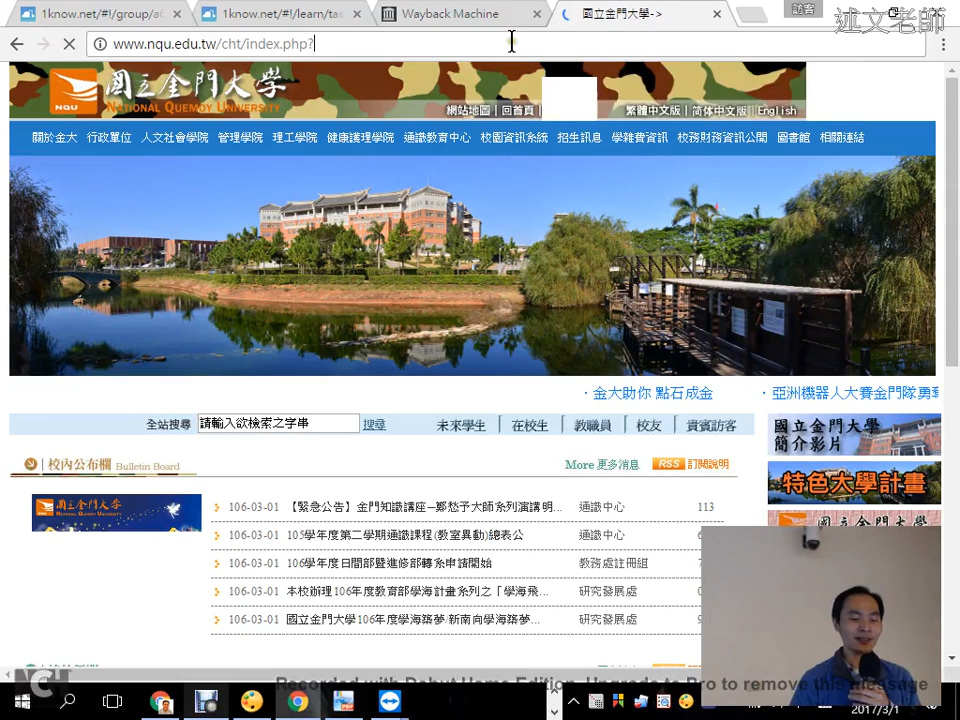 1know.net/#!/group/a6
1know.net/#!/learn/tas
Wayback Machine
國立金門大學->
訪客
述文老師
www.nqu.edu.tw/cht/index.php?
NQU
國立金門大學
NATIONAL QUEMOY UNIVERSITY
網站地圖 | 回首頁 |
繁體中文版 | 简体中文版 | English
關於金大 行政單位 人文社會學院 管理學院 理工學院 健康護理學院 通識教育中心 校園資訊系統 招生訊息 學雜費資訊 校務財務資訊公開 圖書館 相關連結
· 金大助你 點石成金
· 亞洲機器人大賽金門隊勇奪
全站搜尋 請輸入欲檢索之字串 搜尋
未來學生 在校生 教職員 校友 貴賓訪客
國立金門大學
簡介影片
校內公布欄 Bulletin Board
More 更多消息 RSS 訂閱說明
特色大學計畫
國立金門大學
106-03-01 【緊急公告】金門知識講座─鄭愁予大師系列演講明... 通識中心 113
106-03-01 105學年度第二學期通識課程(教室異動)總表公 通識中心
106-03-01 106學年度日間部暨進修部轉系申請開始 教務處註冊組
106-03-01 本校辦理106年度教育部學海計畫系列之「學海飛... 研究發展處
106-03-01 國立金門大學106年度學海築夢/新南向學海築夢... 研究發展處
NCH
Recorded with Debut Home Edition. Upgrade to Pro to remove this message
2017/3/1